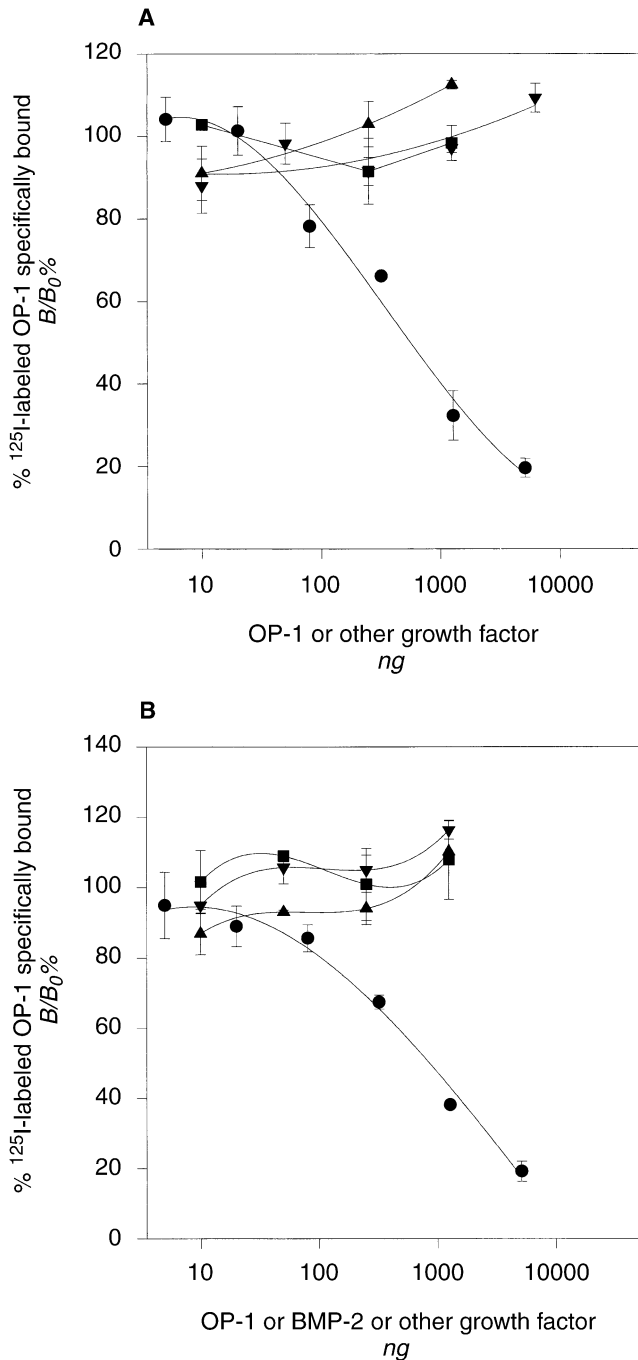 A
120
100
80
60
40
20
0
10 100 1000 10000
% ¹²⁵I-labeled OP-1 specifically bound
B/B₀%
OP-1 or other growth factor
ng
B
140
120
100
80
60
40
20
0
10 100 1000 10000
% ¹²⁵I-labeled OP-1 specifically bound
B/B₀%
OP-1 or BMP-2 or other growth factor
ng